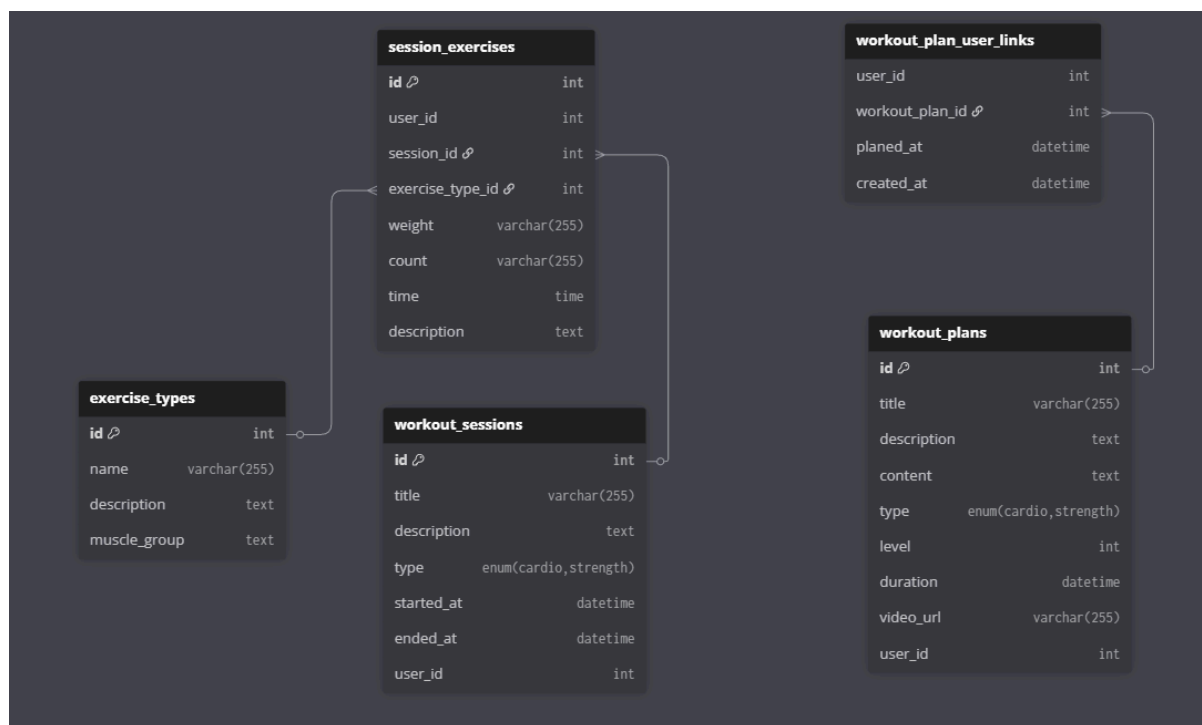 session_exercises
id int
user_id int
session_id int
exercise_type_id int
weight varchar(255)
count varchar(255)
time time
description text
workout_plan_user_links
user_id int
workout_plan_id int
planed_at datetime
created_at datetime
exercise_types
id int
name varchar(255)
description text
muscle_group text
workout_sessions
id int
title varchar(255)
description text
type enum(cardio,strength)
started_at datetime
ended_at datetime
user_id int
workout_plans
id int
title varchar(255)
description text
content text
type enum(cardio,strength)
level int
duration datetime
video_url varchar(255)
user_id int